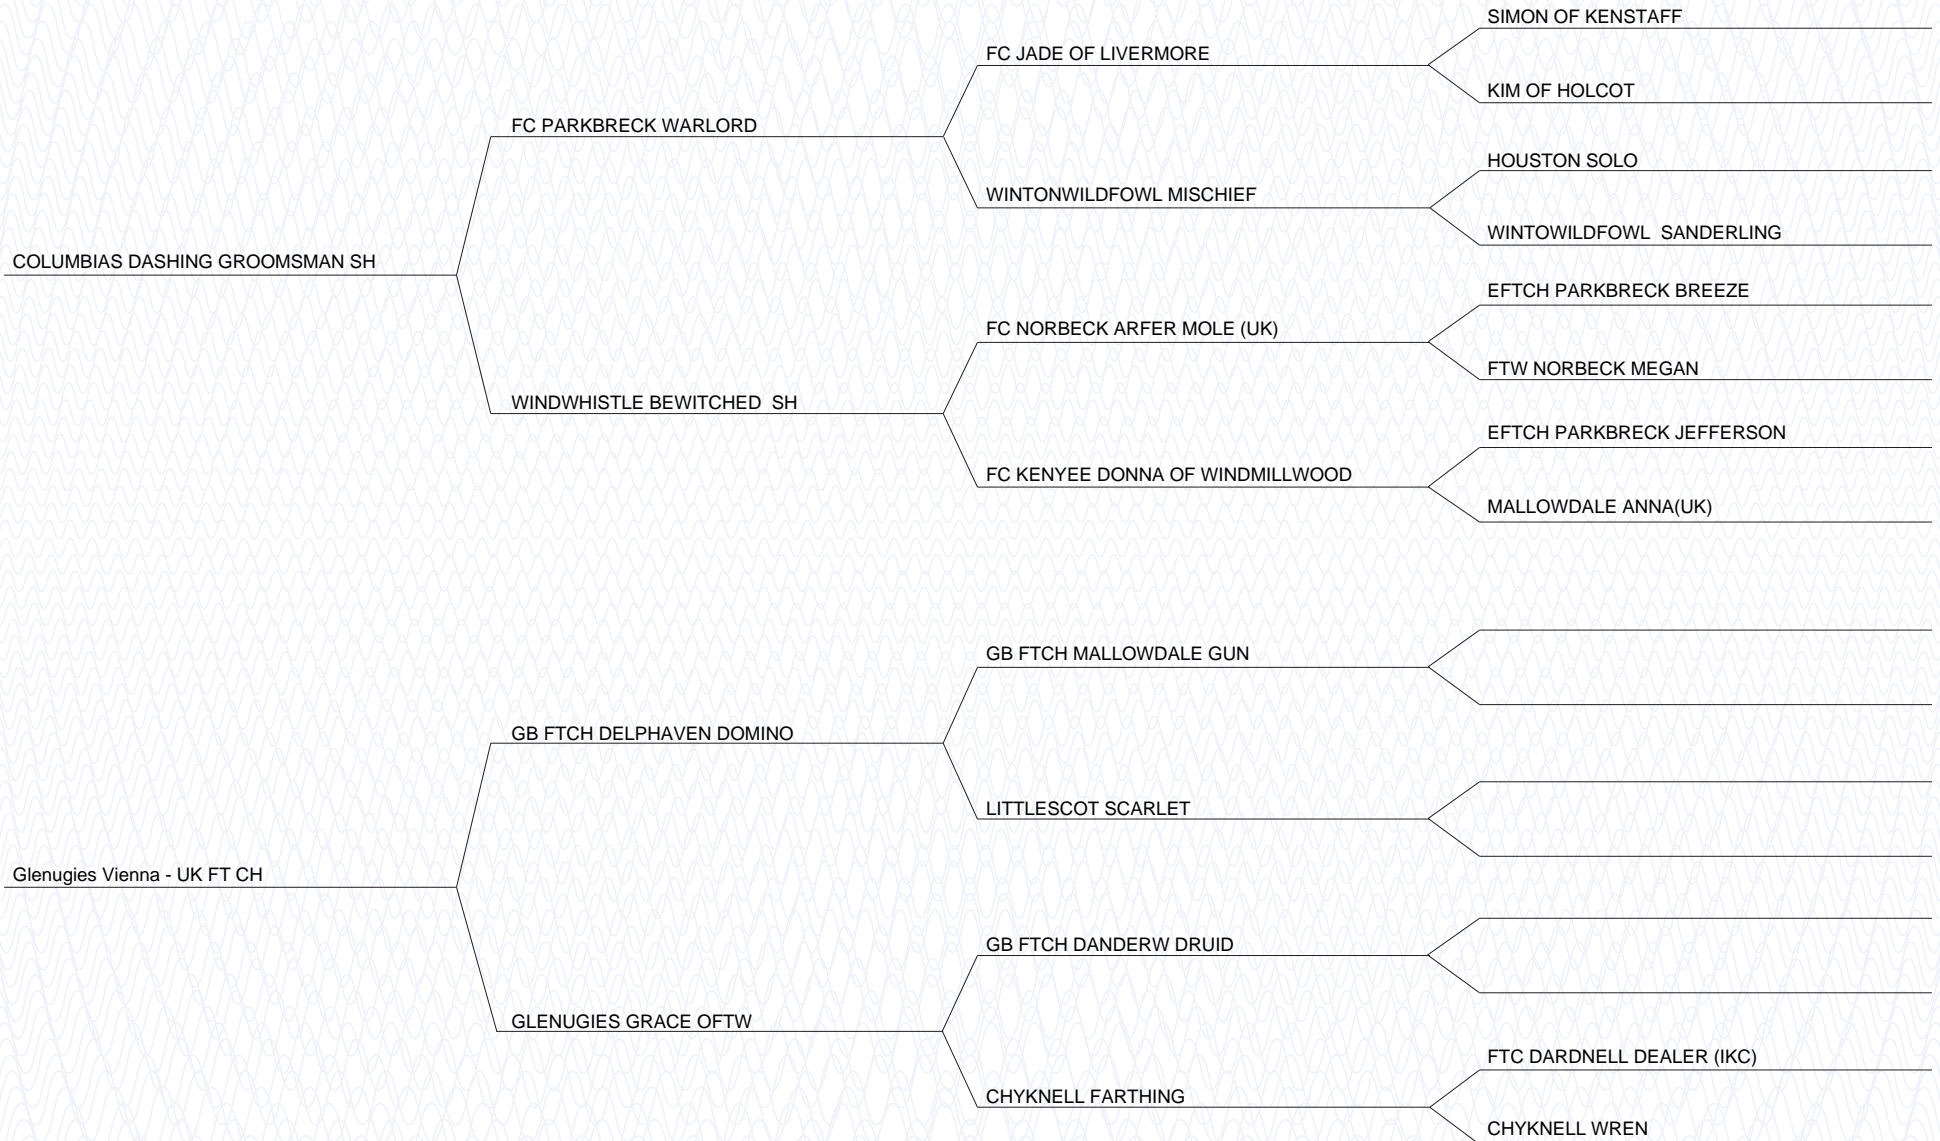 SIMON OF KENSTAFF
FC JADE OF LIVERMORE
KIM OF HOLCOT
FC PARKBRECK WARLORD
HOUSTON SOLO
WINTONWILDFOWL MISCHIEF
WINTOWILDFOWL  SANDERLING
COLUMBIAS DASHING GROOMSMAN SH
EFTCH PARKBRECK BREEZE
FC NORBECK ARFER MOLE (UK)
FTW NORBECK MEGAN
WINDWHISTLE BEWITCHED  SH
EFTCH PARKBRECK JEFFERSON
FC KENYEE DONNA OF WINDMILLWOOD
MALLOWDALE ANNA(UK)
GB FTCH MALLOWDALE GUN
GB FTCH DELPHAVEN DOMINO
LITTLESCOT SCARLET
Glenugies Vienna - UK FT CH
GB FTCH DANDERW DRUID
GLENUGIES GRACE OFTW
FTC DARDNELL DEALER (IKC)
CHYKNELL FARTHING
CHYKNELL WREN